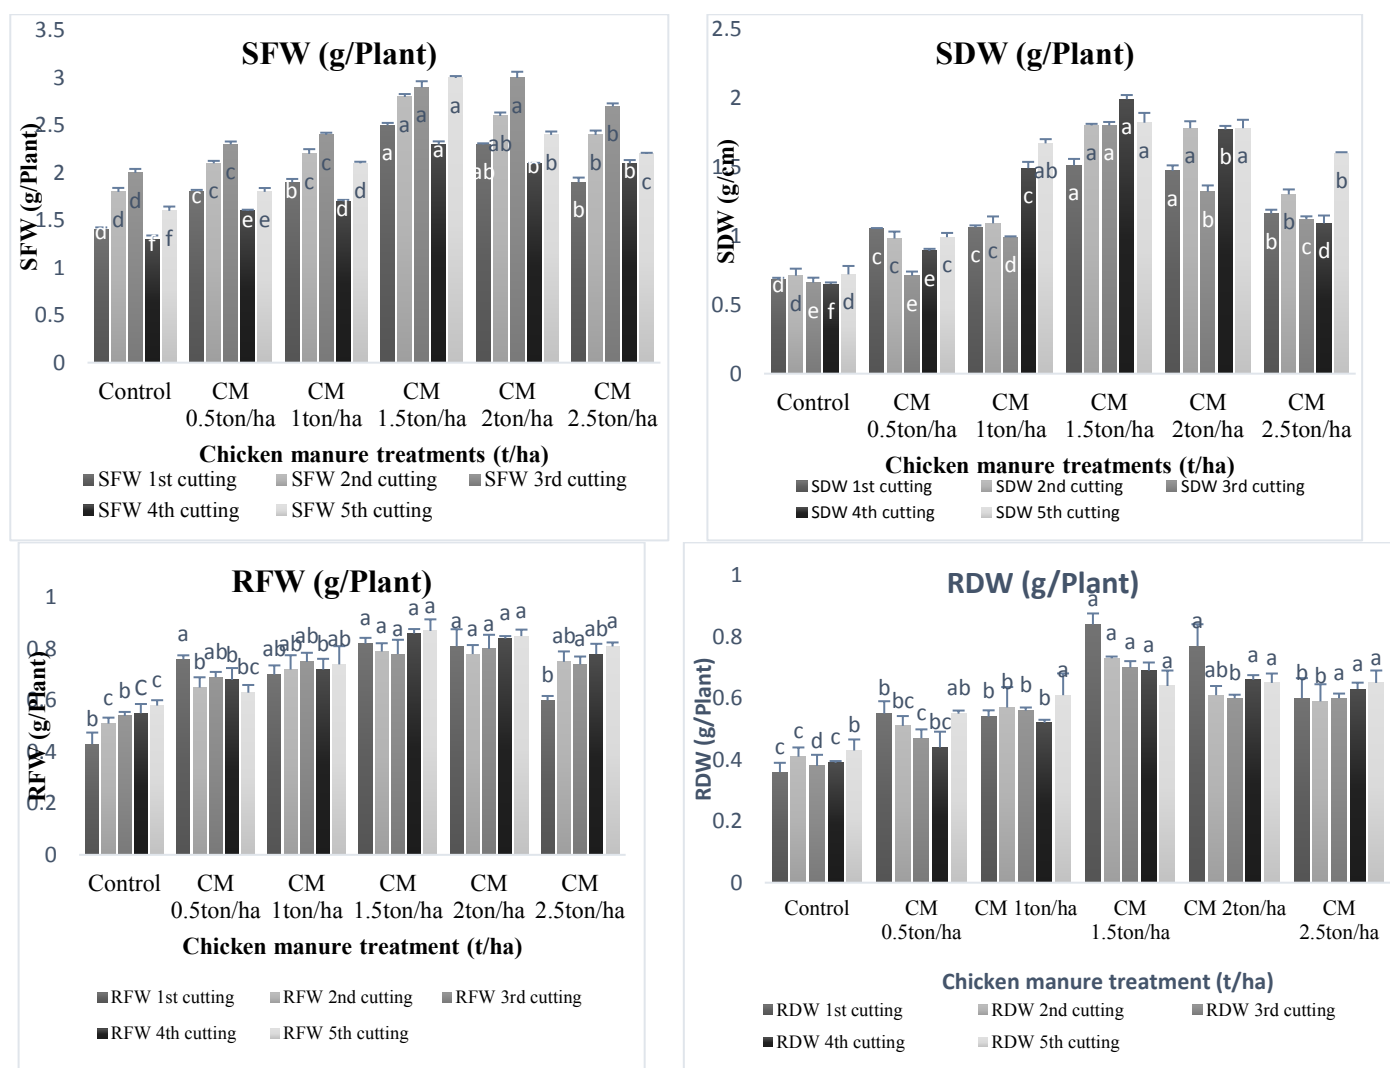 SFW (g/Plant)
SFW (g/Plant)
3.5
3
2.5
2
1.5
1
0.5
0
d d d f f
c c c e e
b c c d d
a a a a a
ab ab a b b
b b b b c
Control CM 0.5ton/ha CM 1ton/ha CM 1.5ton/ha CM 2ton/ha CM 2.5ton/ha
Chicken manure treatments (t/ha)
SFW 1st cutting SFW 2nd cutting SFW 3rd cutting
SFW 4th cutting SFW 5th cutting
SDW (g/Plant)
SDW (g/cm)
2.5
2
1.5
1
0.5
0
d d e f d
c c e e c
c c d c ab
a a a a a
a a b b a
b b c d b
Control CM 0.5ton/ha CM 1ton/ha CM 1.5ton/ha CM 2ton/ha CM 2.5ton/ha
Chicken manure treatments (t/ha)
SDW 1st cutting SDW 2nd cutting SDW 3rd cutting
SDW 4th cutting SDW 5th cutting
RFW (g/Plant)
RFW (g/Plant)
1
0.8
0.6
0.4
0.2
0
b c b c c
a b ab b bc
b ab ab b ab
a a a a a
a a a a a
b ab a ab a
Control CM 0.5ton/ha CM 1ton/ha CM 1.5ton/ha CM 2ton/ha CM 2.5ton/ha
Chicken manure treatment (t/ha)
RFW 1st cutting RFW 2nd cutting RFW 3rd cutting
RFW 4th cutting RFW 5th cutting
RDW (g/Plant)
RDW (g/Plant)
1
0.8
0.6
0.4
0.2
0
c c d c b
b bc c bc ab
b b b b a
a a a a a
a ab b a a
b b a a a
Control CM 0.5ton/ha CM 1ton/ha CM 1.5ton/ha CM 2ton/ha CM 2.5ton/ha
Chicken manure treatment (t/ha)
RDW 1st cutting RDW 2nd cutting RDW 3rd cutting
RDW 4th cutting RDW 5th cutting